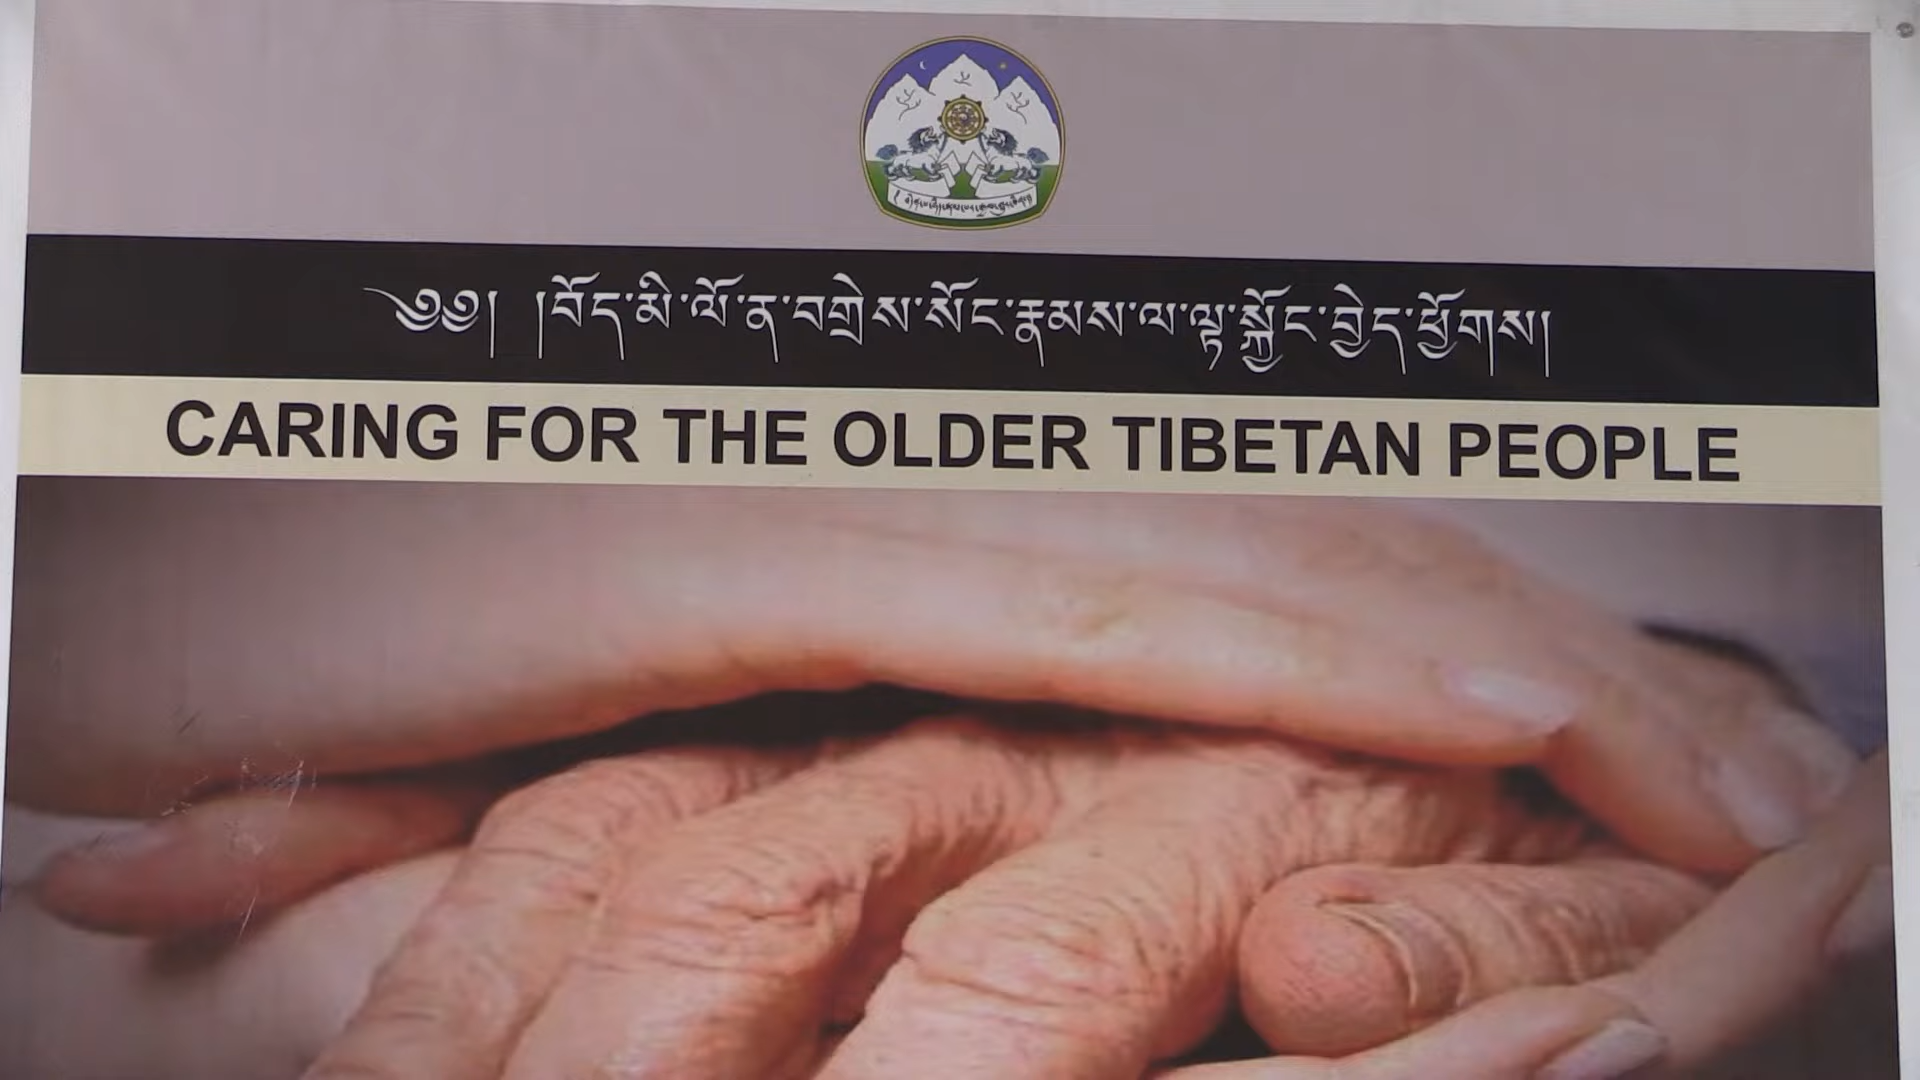 ༄༅། །བོད་མི་ལོ་ན་བགྲེས་སོང་རྣམས་ལ་ལྟ་སྐྱོང་བྱེད་ཕྱོགས།
CARING FOR THE OLDER TIBETAN PEOPLE